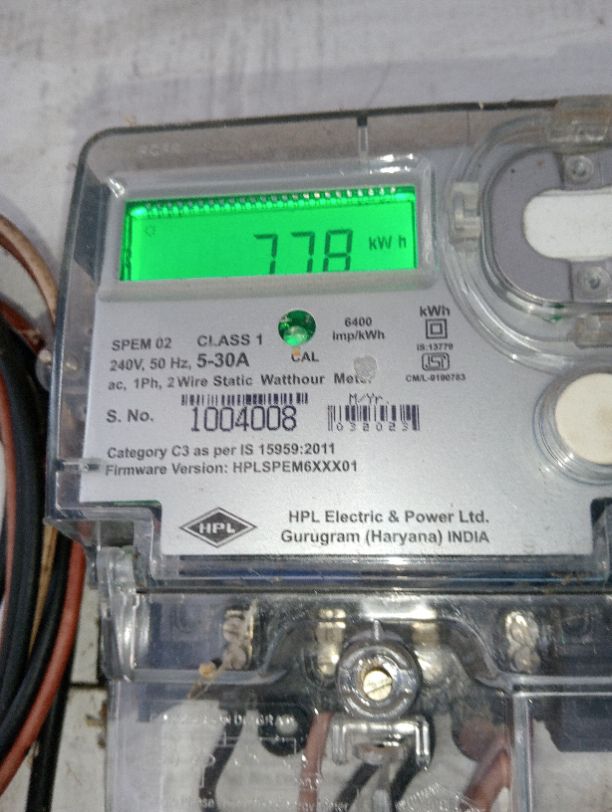 778 kWh
SPEM 02 CLASS 1
6400
imp/kWh
kWh
IS:13779
CM/L-9190783
240V, 50 Hz, 5-30A
CAL
ac, 1Ph, 2 Wire Static Watthour Meter
M/Yr.
S. No. 1004008
032023
Category C3 as per IS 15959:2011
Firmware Version: HPLSPEM6XXX01
HPL
HPL Electric & Power Ltd.
Gurugram (Haryana) INDIA